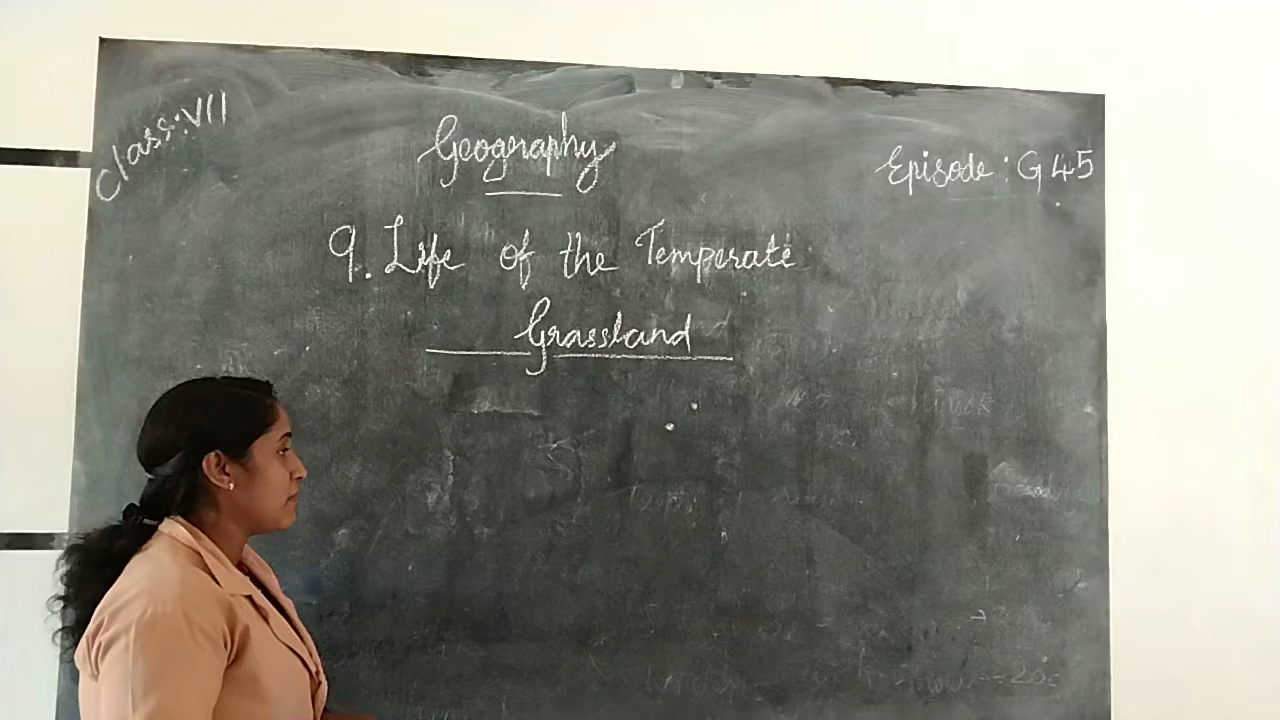 Class: VII
Geography
Episode: G 45
9. Life of the Temperate
Grassland